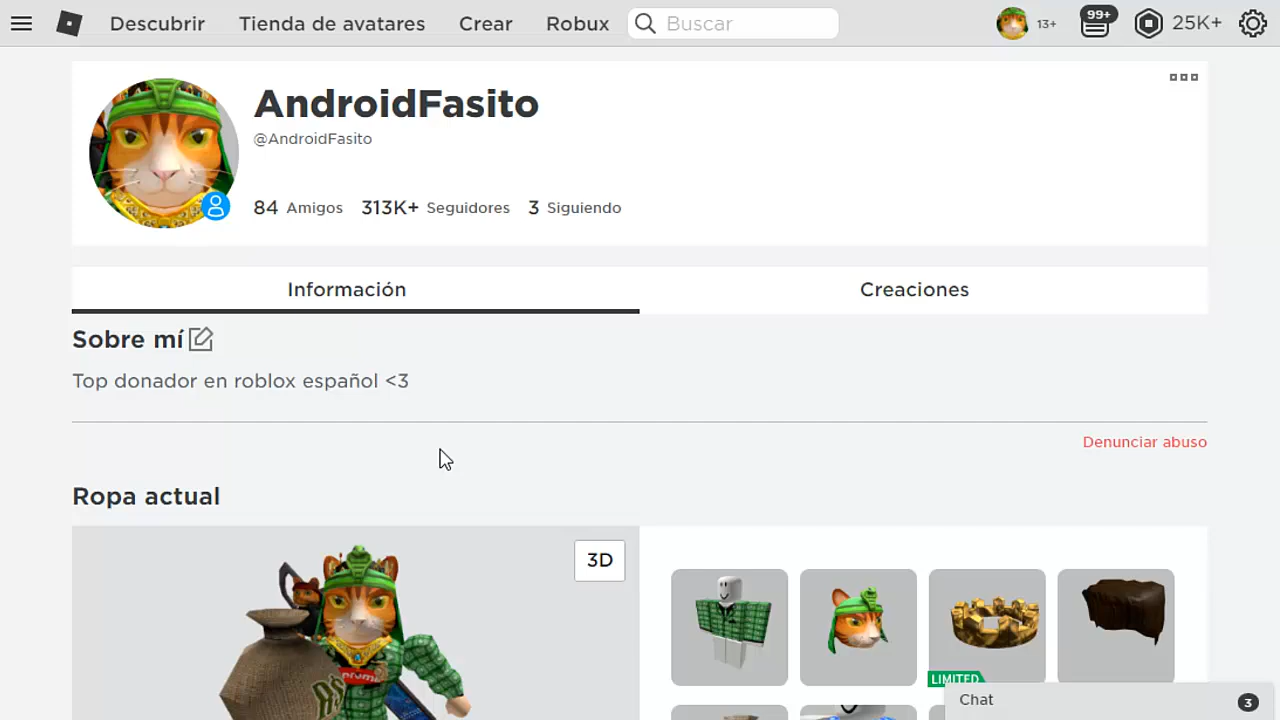 Descubrir Tienda de avatares Crear Robux Buscar 13+ 99+ 25K+
AndroidFasito
@AndroidFasito
84 Amigos 313K+ Seguidores 3 Siguiendo
Información Creaciones
Sobre mí
Top donador en roblox español <3
Denunciar abuso
Ropa actual
3D
LIMITED
Chat 3